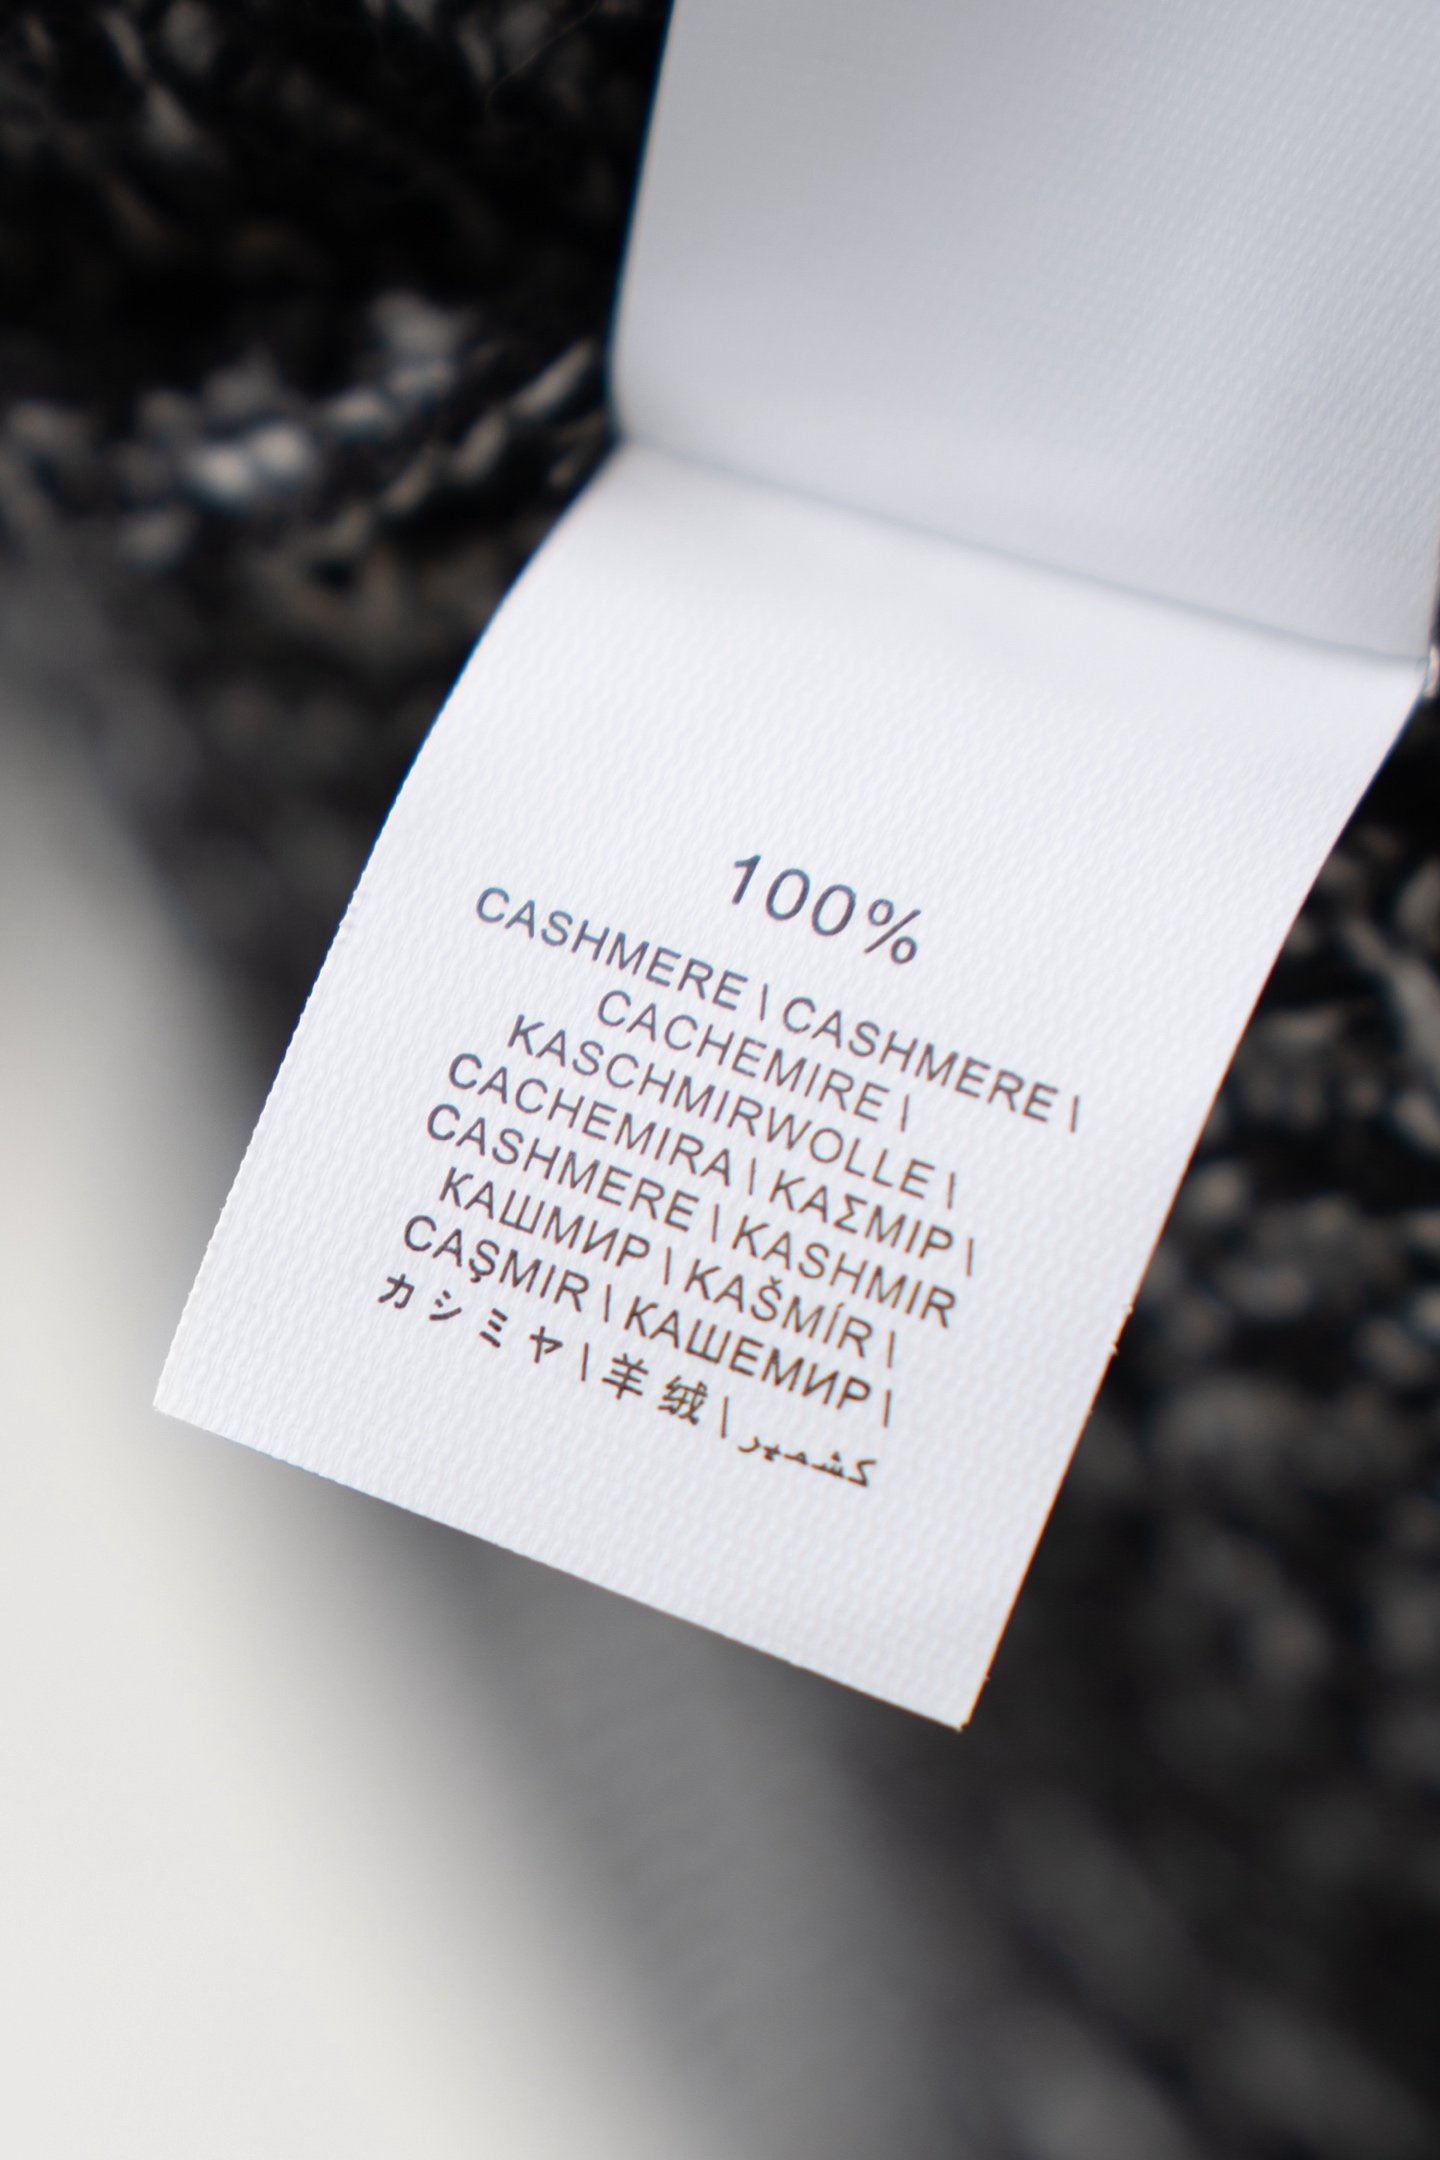 100%
CASHMERE \ CASHMERE \
CACHEMIRE \
KASCHMIRWOLLE \
CACHEMIRA \ ΚΑΣΜΙΡ \
CASHMERE \ KASHMIR
КАШМИР \ KAŠMÍR \
CAŞMIR \ КАШЕМИР \
カシミヤ \ 羊绒 \ كشمير